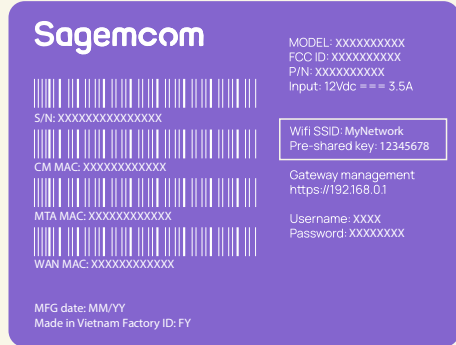 Sagemcom
S/N: XXXXXXXXXXXXXXX
CM MAC: XXXXXXXXXXXX
MTA MAC: XXXXXXXXXXXX
WAN MAC: XXXXXXXXXXXX
MFG date: MM/YY
Made in Vietnam Factory ID: FY
MODEL: XXXXXXXXXX
FCC ID: XXXXXXXXXX
P/N: XXXXXXXXXX
Input: 12Vdc === 3.5A
Wifi SSID: MyNetwork
Pre-shared key: 12345678
Gateway management
https://192.168.0.1
Username: XXXX
Password: XXXXXXXX